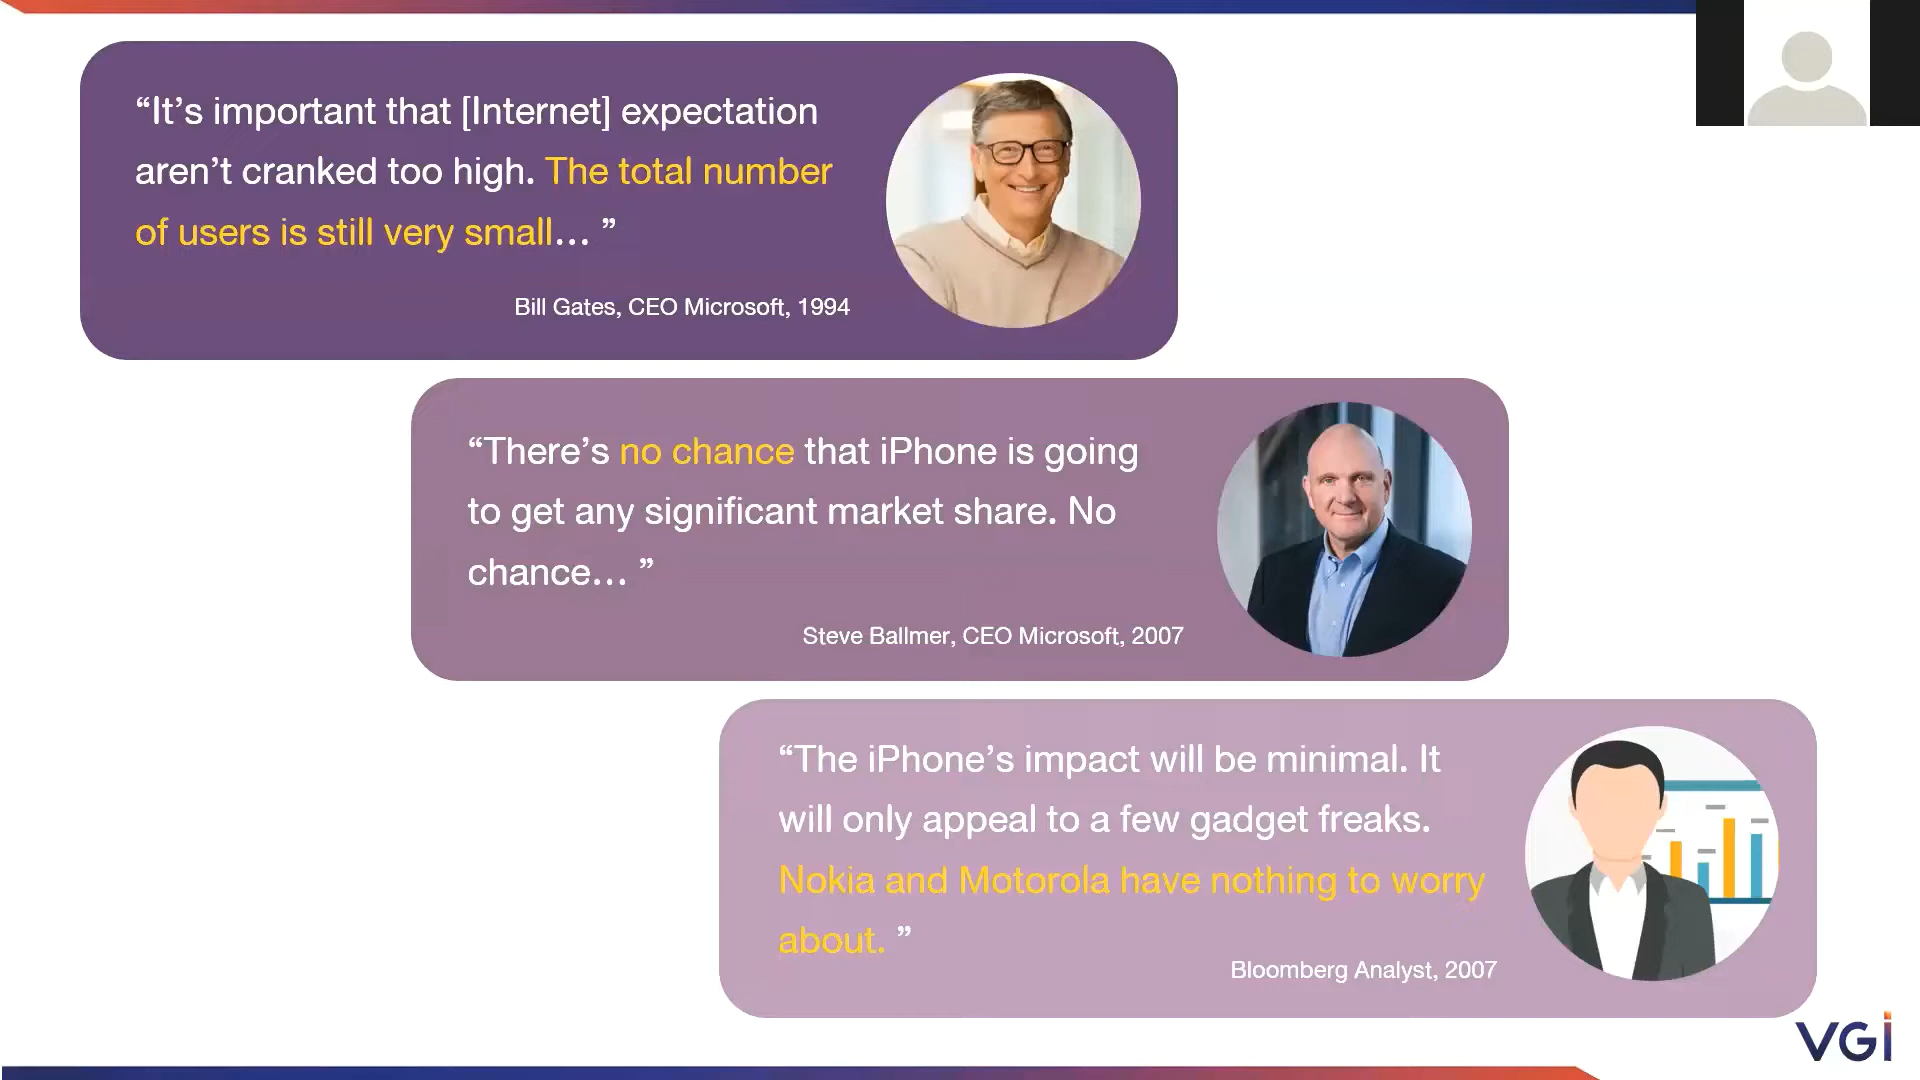 “It’s important that [Internet] expectation
aren’t cranked too high. The total number
of users is still very small... ”
Bill Gates, CEO Microsoft, 1994
“There’s no chance that iPhone is going
to get any significant market share. No
chance... ”
Steve Ballmer, CEO Microsoft, 2007
“The iPhone’s impact will be minimal. It
will only appeal to a few gadget freaks.
Nokia and Motorola have nothing to worry
about. ”
Bloomberg Analyst, 2007
VGI